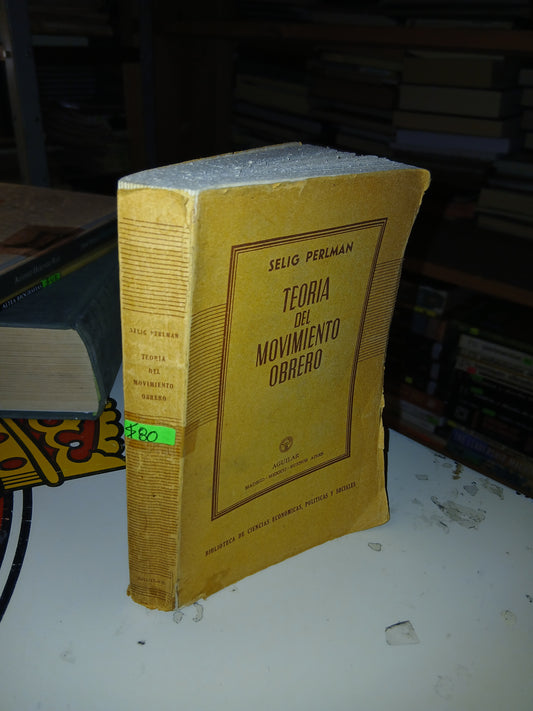 SELIG PERLMAN
TEORIA
DEL
MOVIMIENTO
OBRERO
AGUILAR
MADRID - MEXICO - BUENOS AIRES
BIBLIOTECA DE CIENCIAS ECONOMICAS, POLITICAS Y SOCIALES
SELIG PERLMAN
TEORIA
DEL
MOVIMIENTO
OBRERO
$80
AGUILAR